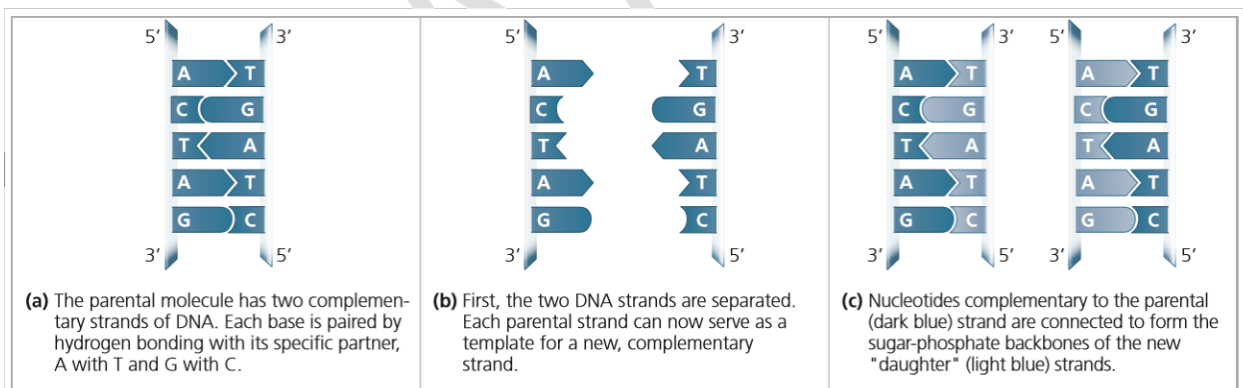 5′ 3′
A T
C G
T A
A T
G C
3′ 5′
(a) The parental molecule has two complemen-
tary strands of DNA. Each base is paired by
hydrogen bonding with its specific partner,
A with T and G with C.
5′ 3′
A T
C G
T A
A T
G C
3′ 5′
(b) First, the two DNA strands are separated.
Each parental strand can now serve as a
template for a new, complementary
strand.
5′ 3′ 5′ 3′
A T A T
C G C G
T A T A
A T A T
G C G C
3′ 5′ 3′ 5′
(c) Nucleotides complementary to the parental
(dark blue) strand are connected to form the
sugar-phosphate backbones of the new
"daughter" (light blue) strands.